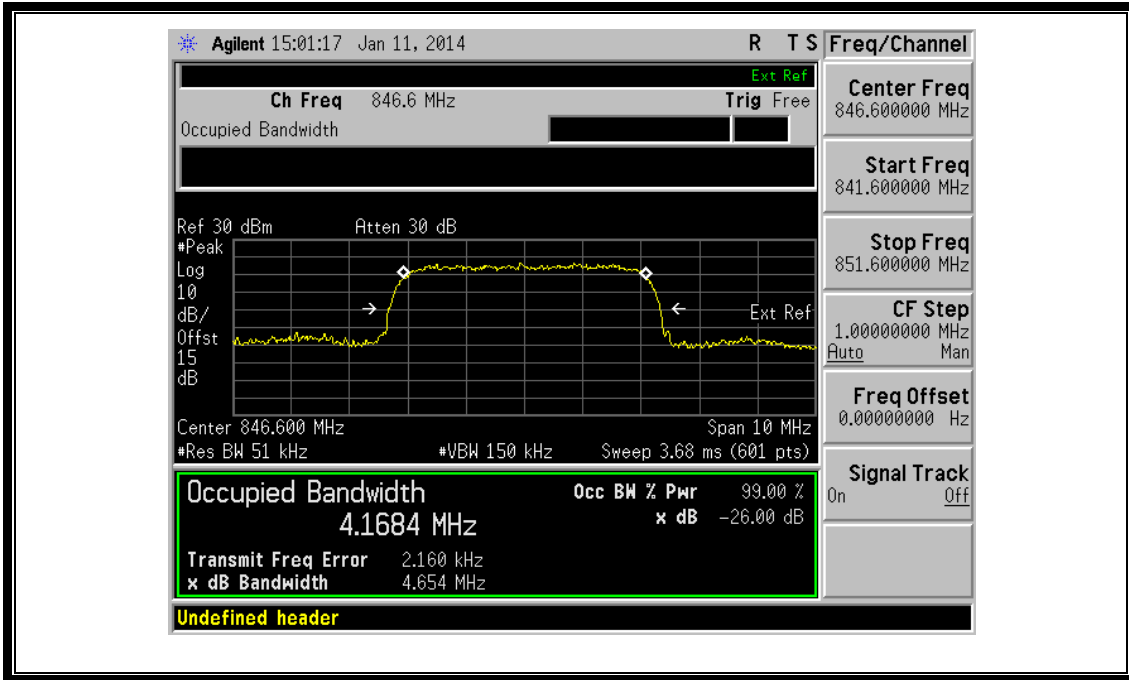 Agilent 15:01:17 Jan 11, 2014 R T S
Freq/Channel
Ext Ref
Ch Freq 846.6 MHz Trig Free
Occupied Bandwidth
Center Freq
846.600000 MHz
Start Freq
841.600000 MHz
Stop Freq
851.600000 MHz
CF Step
1.00000000 MHz
Auto Man
Freq Offset
0.00000000 Hz
Signal Track
On Off
Ref 30 dBm Atten 30 dB
#Peak
Log
10
dB/
Offst
15
dB
Ext Ref
Center 846.600 MHz Span 10 MHz
#Res BW 51 kHz #VBW 150 kHz Sweep 3.68 ms (601 pts)
Occupied Bandwidth Occ BW % Pwr 99.00 %
4.1684 MHz x dB -26.00 dB
Transmit Freq Error 2.160 kHz
x dB Bandwidth 4.654 MHz
Undefined header